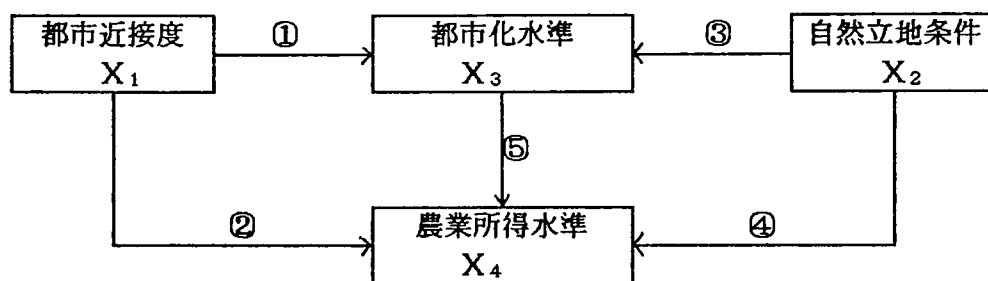 都市近接度
X₁
①
都市化水準
X₃
③
自然立地条件
X₂
⑤
②
農業所得水準
X₄
④